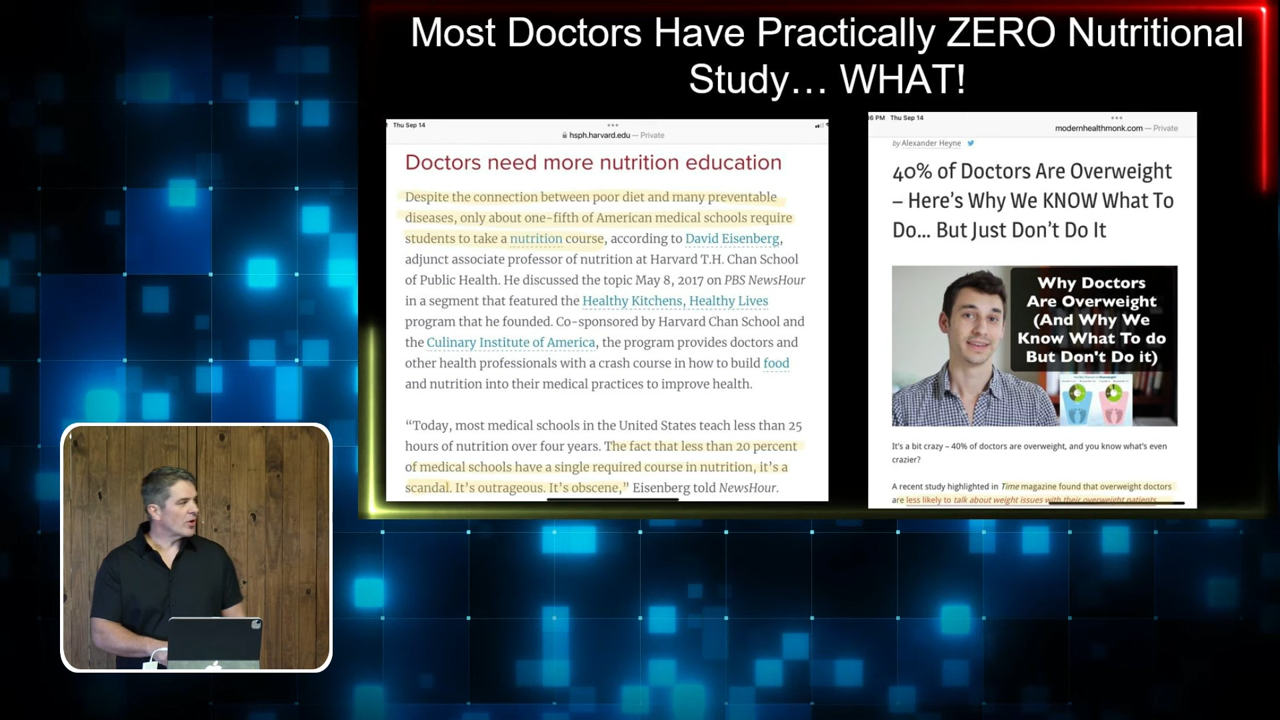 Most Doctors Have Practically ZERO Nutritional
Study… WHAT!
Thu Sep 14
hsph.harvard.edu — Private
Doctors need more nutrition education
Despite the connection between poor diet and many preventable
diseases, only about one-fifth of American medical schools require
students to take a nutrition course, according to David Eisenberg,
adjunct associate professor of nutrition at Harvard T.H. Chan School
of Public Health. He discussed the topic May 8, 2017 on PBS NewsHour
in a segment that featured the Healthy Kitchens, Healthy Lives
program that he founded. Co-sponsored by Harvard Chan School and
the Culinary Institute of America, the program provides doctors and
other health professionals with a crash course in how to build food
and nutrition into their medical practices to improve health.
“Today, most medical schools in the United States teach less than 25
hours of nutrition over four years. The fact that less than 20 percent
of medical schools have a single required course in nutrition, it’s a
scandal. It’s outrageous. It’s obscene,” Eisenberg told NewsHour.
PM Thu Sep 14
modernhealthmonk.com — Private
by Alexander Heyne
40% of Doctors Are Overweight
– Here’s Why We KNOW What To
Do… But Just Don’t Do It
Why Doctors
Are Overweight
(And Why We
Know What To do
But Don't Do it)
It’s a bit crazy – 40% of doctors are overweight, and you know what’s even
crazier?
A recent study highlighted in Time magazine found that overweight doctors
are less likely to talk about weight issues with their overweight patients